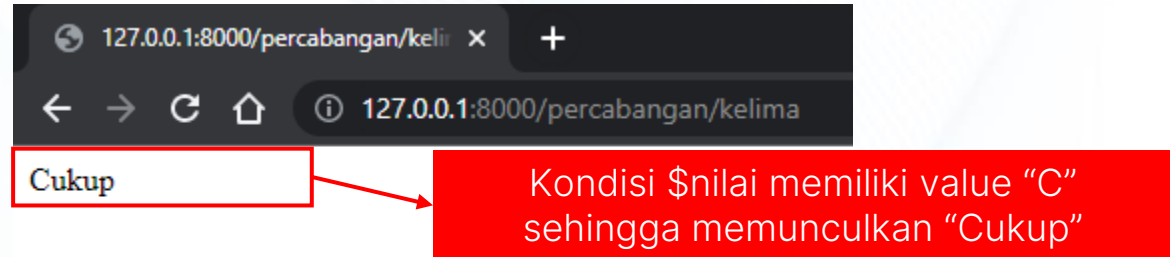 127.0.0.1:8000/percabangan/keli
127.0.0.1:8000/percabangan/kelima
Cukup
Kondisi $nilai memiliki value “C”
sehingga memunculkan “Cukup”